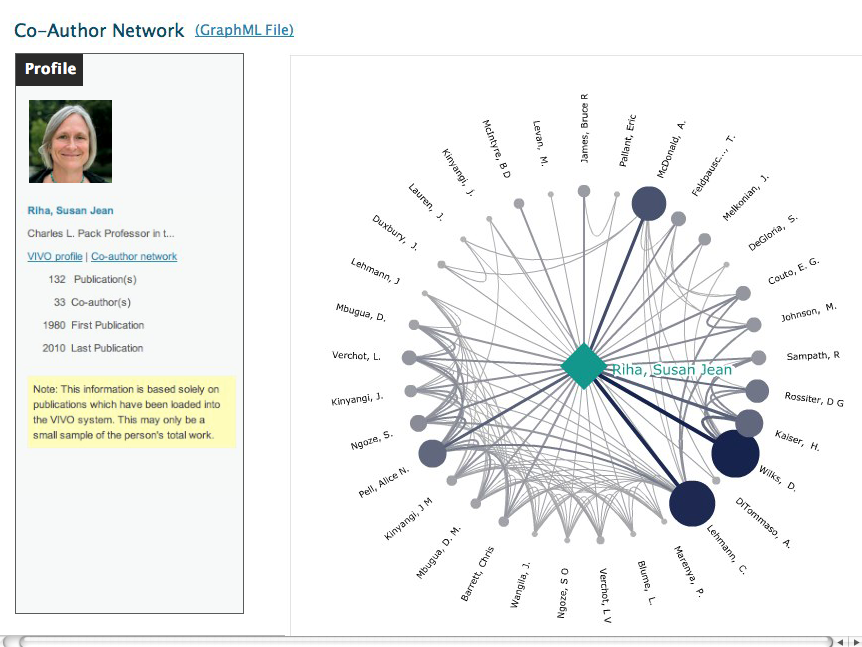 Co-Author Network (GraphML File)
Profile
Riha, Susan Jean
Charles L. Pack Professor in t...
VIVO profile | Co-author network
132 Publication(s)
33 Co-author(s)
1980 First Publication
2010 Last Publication
Note: This information is based solely on
publications which have been loaded into
the VIVO system. This may only be a
small sample of the person's total work.
James, Bruce R
Pallant, Eric
McDonald, A.
Feldpausc..., T.
Melkonian, J.
DeGloria, S.
Couto, E. G.
Johnson, M.
Sampath, R
Rossiter, D G
Kaiser, H.
Wilks, D.
DiTommaso, A.
Lehmann, C.
Marenya, P.
Blume, L.
Verchot, L V
Ngoze, S O
Wangila, J.
Barrett, Chris
Mbugua, D. M.
Kinyangi, J M
Pell, Alice N.
Ngoze, S.
Kinyangi, J.
Verchot, L.
Mbugua, D.
Lehmann, J
Duxbury, J.
Lauren, J.
Kinyangi, j.
McIntyre, B D
Levan, M.
Riha, Susan Jean